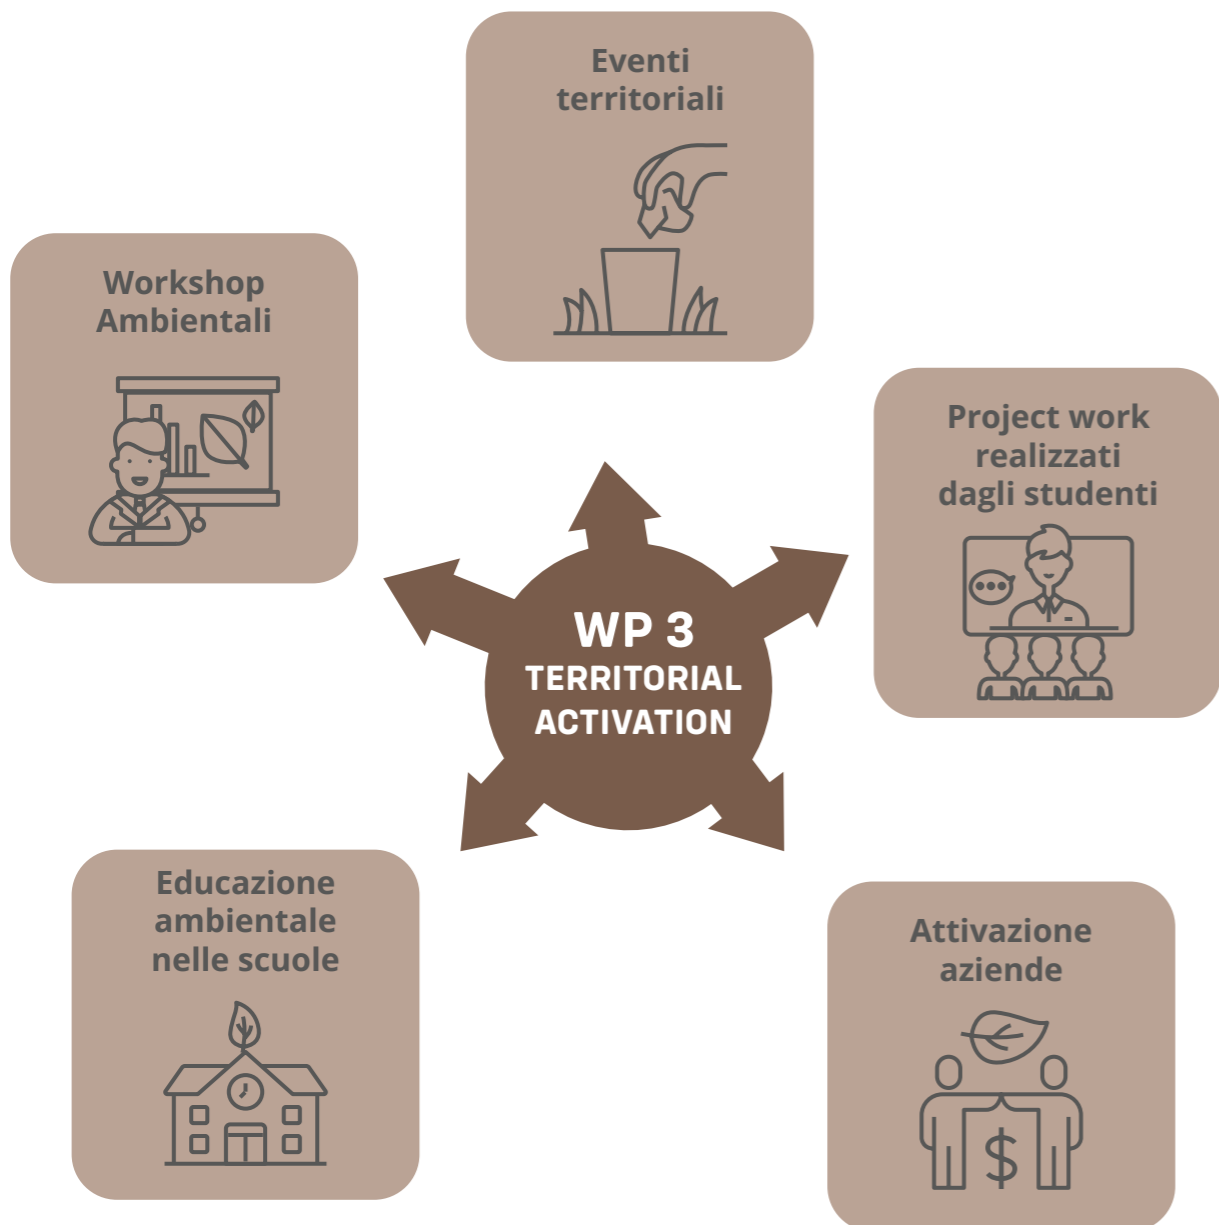 Eventi
territoriali
Workshop
Ambientali
Project work
realizzati
dagli studenti
WP 3
TERRITORIAL
ACTIVATION
Educazione
ambientale
nelle scuole
Attivazione
aziende
$